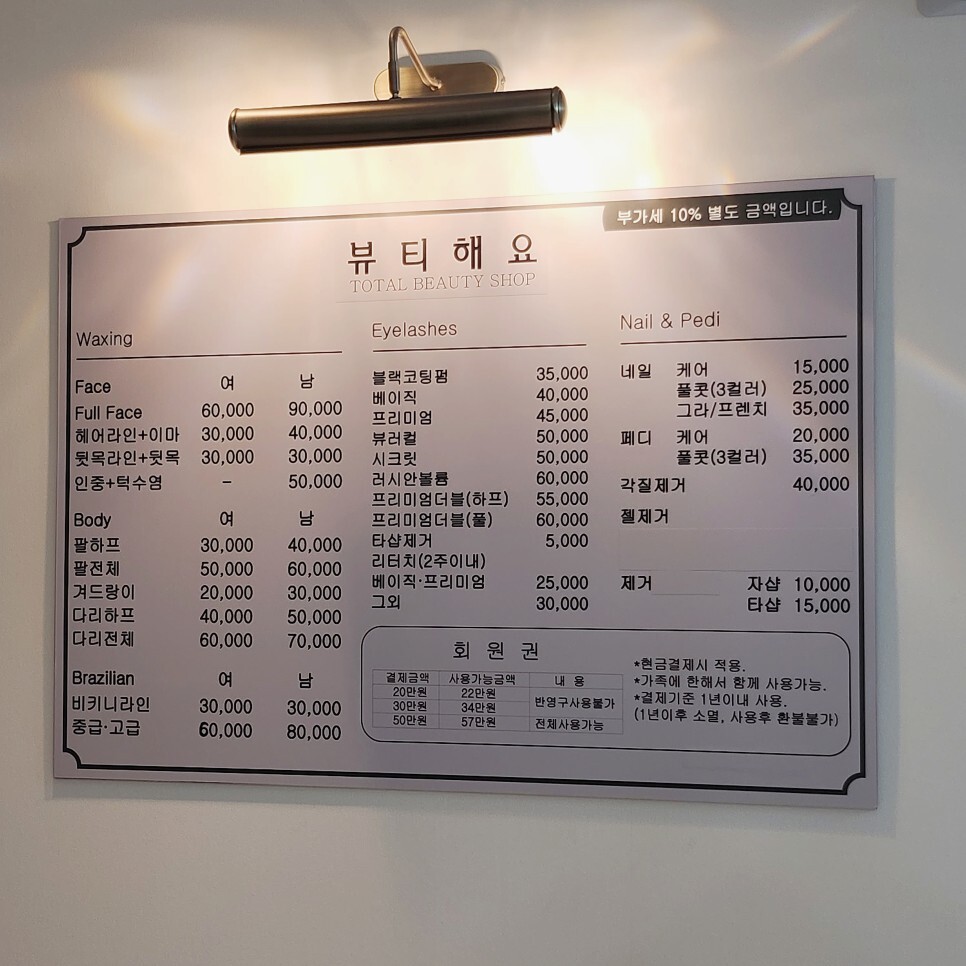 부가세 10% 별도 금액입니다.
뷰티해요
TOTAL BEAUTY SHOP
Waxing
Face 여 남
Full Face 60,000 90,000
헤어라인+이마 30,000 40,000
뒷목라인+뒷목 30,000 30,000
인중+턱수염 - 50,000
Body 여 남
팔하프 30,000 40,000
팔전체 50,000 60,000
겨드랑이 20,000 30,000
다리하프 40,000 50,000
다리전체 60,000 70,000
Brazilian 여 남
비키니라인 30,000 30,000
중급·고급 60,000 80,000
Eyelashes
블랙코팅펌 35,000
베이직 40,000
프리미엄 45,000
뷰러컬 50,000
시크릿 50,000
러시안볼륨 60,000
프리미엄더블(하프) 55,000
프리미엄더블(풀) 60,000
타샵제거 5,000
리터치(2주이내)
베이직·프리미엄 25,000
그외 30,000
Nail & Pedi
네일 케어 15,000
풀콧(3컬러) 25,000
그라/프렌치 35,000
페디 케어 20,000
풀콧(3컬러) 35,000
각질제거 40,000
젤제거
제거 자샵 10,000
타샵 15,000
회원권
결제금액 사용가능금액 내용
20만원 22만원
30만원 34만원 반영구사용불가
50만원 57만원 전체사용가능
*현금결제시 적용.
*가족에 한해서 함께 사용가능.
*결제기준 1년이내 사용.
(1년이후 소멸, 사용후 환불불가)